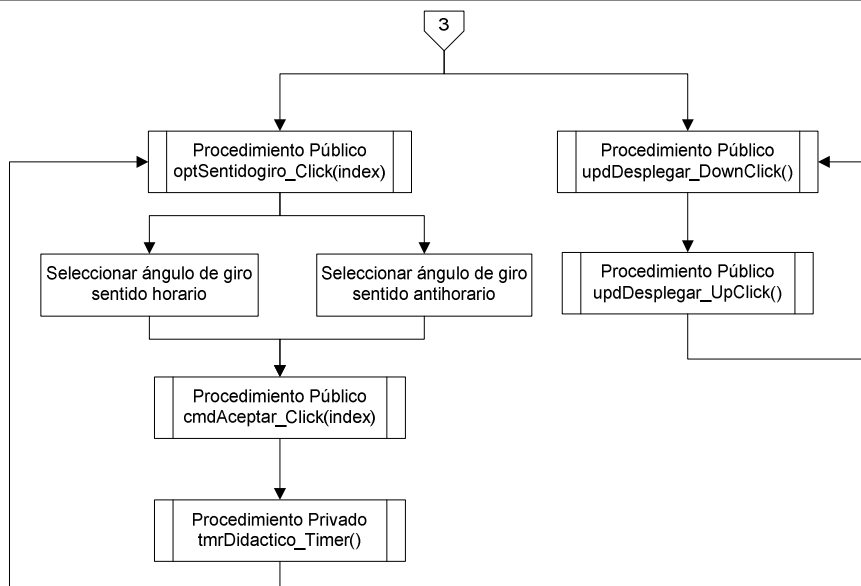 3
Procedimiento Público
optSentidogiro_Click(index)
Procedimiento Público
updDesplegar_DownClick()
Seleccionar ángulo de giro
sentido horario
Seleccionar ángulo de giro
sentido antihorario
Procedimiento Público
updDesplegar_UpClick()
Procedimiento Público
cmdAceptar_Click(index)
Procedimiento Privado
tmrDidactico_Timer()